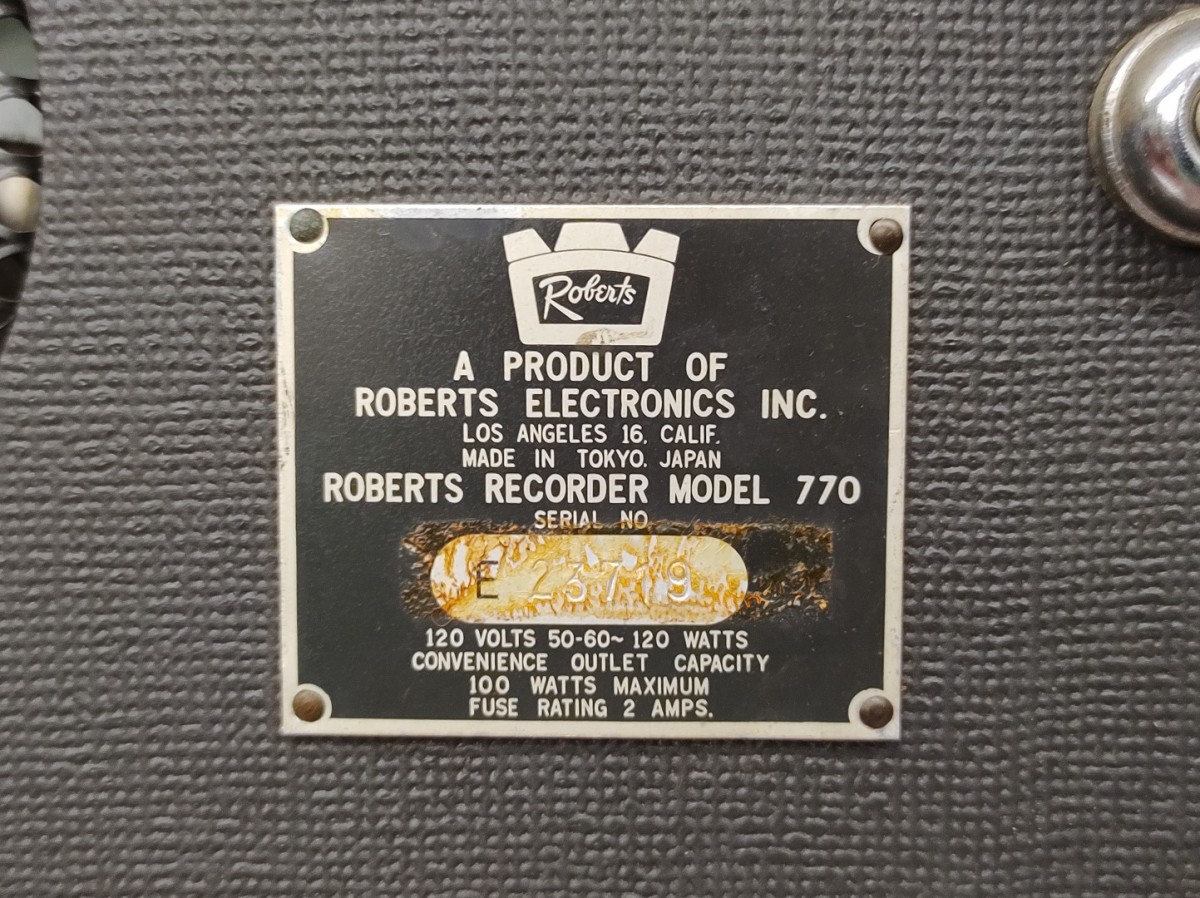 Roberts
A PRODUCT OF
ROBERTS ELECTRONICS INC.
LOS ANGELES 16, CALIF.
MADE IN TOKYO, JAPAN
ROBERTS RECORDER MODEL 770
SERIAL NO.
E 23719
120 VOLTS 50-60~ 120 WATTS
CONVENIENCE OUTLET CAPACITY
100 WATTS MAXIMUM
FUSE RATING 2 AMPS.